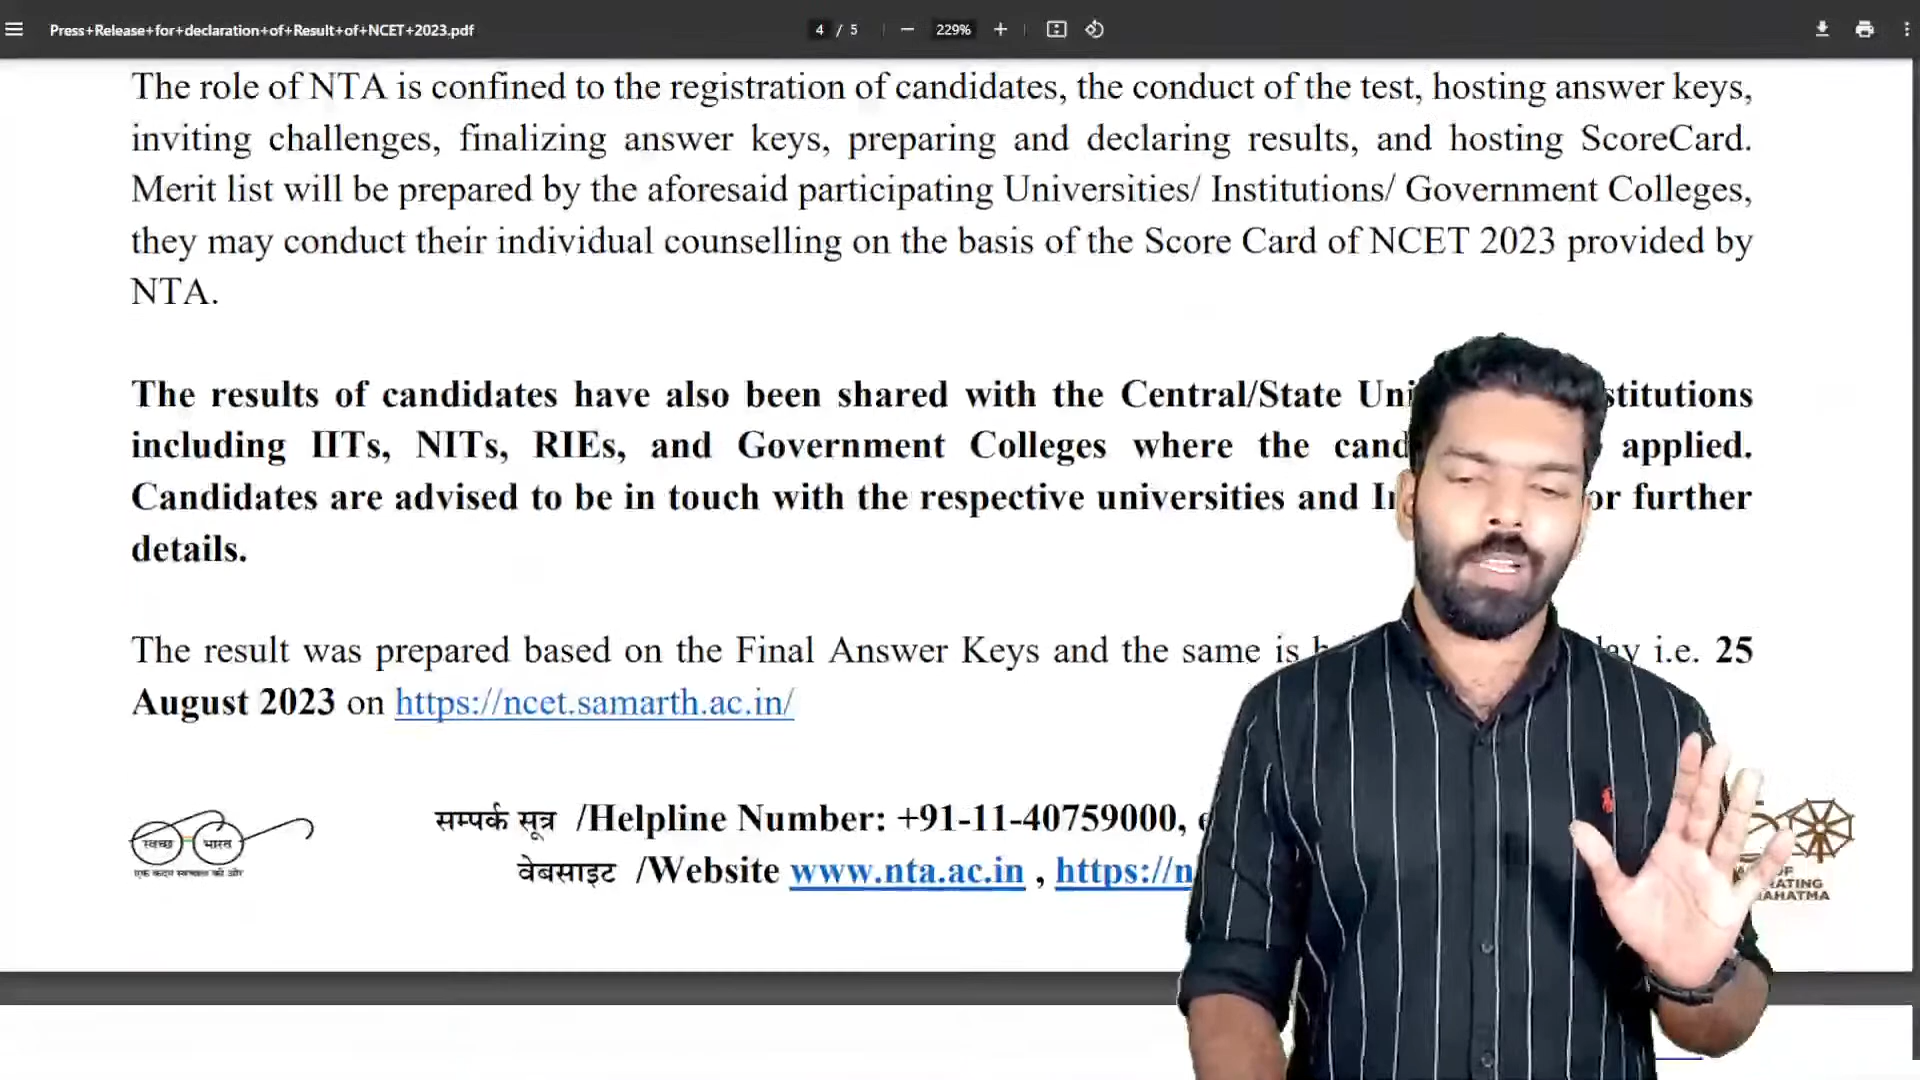 Press+Release+for+declaration+of+Result+of+NCET+2023.pdf
4 / 5
229%
The role of NTA is confined to the registration of candidates, the conduct of the test, hosting answer keys,
inviting challenges, finalizing answer keys, preparing and declaring results, and hosting ScoreCard.
Merit list will be prepared by the aforesaid participating Universities/ Institutions/ Government Colleges,
they may conduct their individual counselling on the basis of the Score Card of NCET 2023 provided by
NTA.
The results of candidates have also been shared with the Central/State
including IITs, NITs, RIEs, and Government Colleges where the applied.
Candidates are advised to be in touch with the respective universities and further
details.
The result was prepared based on the Final Answer Keys and the same is i.e. 25
August 2023 on https://ncet.samarth.ac.in/
स्वच्छ भारत
एक कदम स्वच्छता की ओर
सम्पर्क सूत्र /Helpline Number: +91-11-40759000,
वेबसाइट /Website www.nta.ac.in , https://n